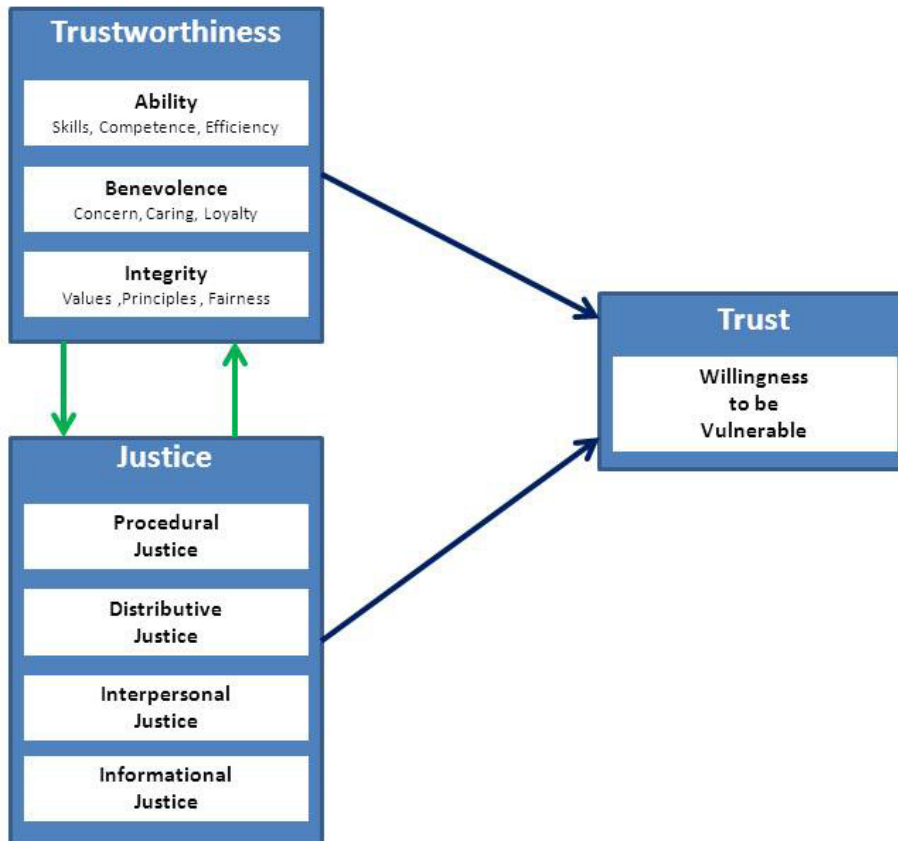 Trustworthiness
Ability
Skills, Competence, Efficiency
Benevolence
Concern, Caring, Loyalty
Integrity
Values ,Principles , Fairness
Justice
Procedural
Justice
Distributive
Justice
Interpersonal
Justice
Informational
Justice
Trust
Willingness
to be
Vulnerable